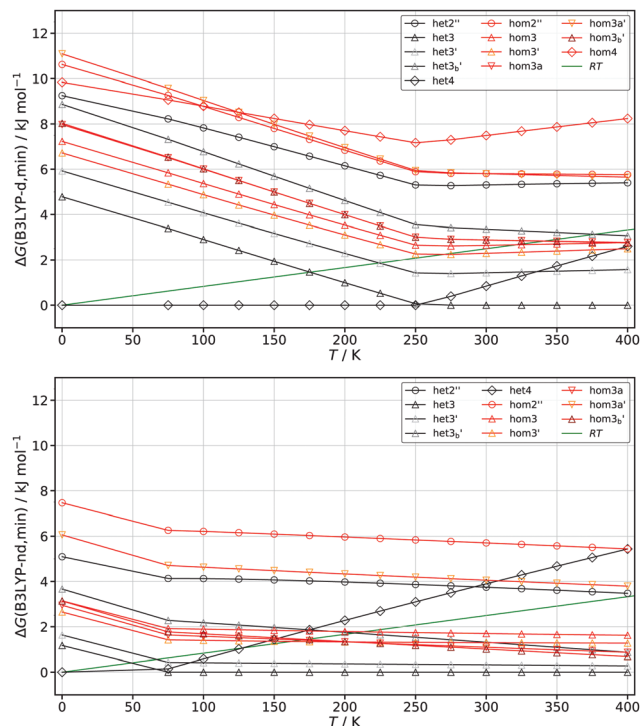 ΔG(B3LYP-d,min) / kJ mol⁻¹
12
10
8
6
4
2
0
het2'' hom2'' hom3a'
het3 hom3 hom3b'
het3' hom3' hom4
het3b' hom3a RT
het4
0 50 100 150 200 250 300 350 400
T / K
ΔG(B3LYP-nd,min) / kJ mol⁻¹
12
10
8
6
4
2
0
het2'' het4 hom3a
het3 hom2'' hom3a'
het3' hom3 hom3b'
het3b' hom3' RT
0 50 100 150 200 250 300 350 400
T / K